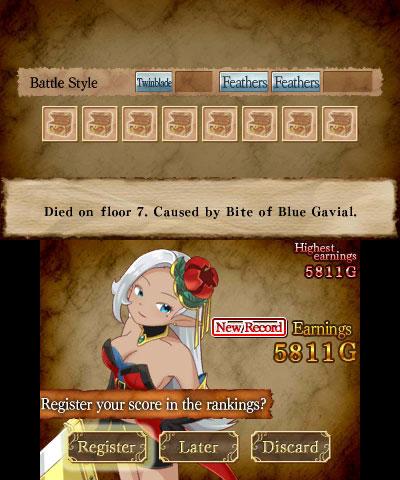 Battle Style
Twinblade
Feathers
Feathers
Died on floor 7. Caused by Bite of Blue Gavial.
Highest
earnings
5811G
New Record
Earnings
5811G
Register your score in the rankings?
Register
Later
Discard